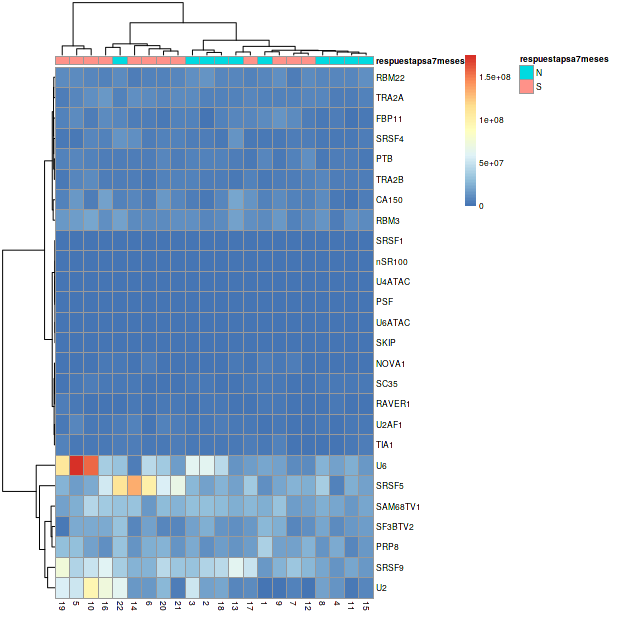 respuestapsa7meses
RBM22
TRA2A
FBP11
SRSF4
PTB
TRA2B
CA150
RBM3
SRSF1
nSR100
U4ATAC
PSF
U6ATAC
SKIP
NOVA1
SC35
RAVER1
U2AF1
TIA1
U6
SRSF5
SAM68TV1
SF3BTV2
PRP8
SRSF9
U2
19 5 10 16 22 14 6 20 21 3 2 18 13 17 1 9 7 12 8 4 11 15
1.5e+08
1e+08
5e+07
0
respuestapsa7meses
N
S